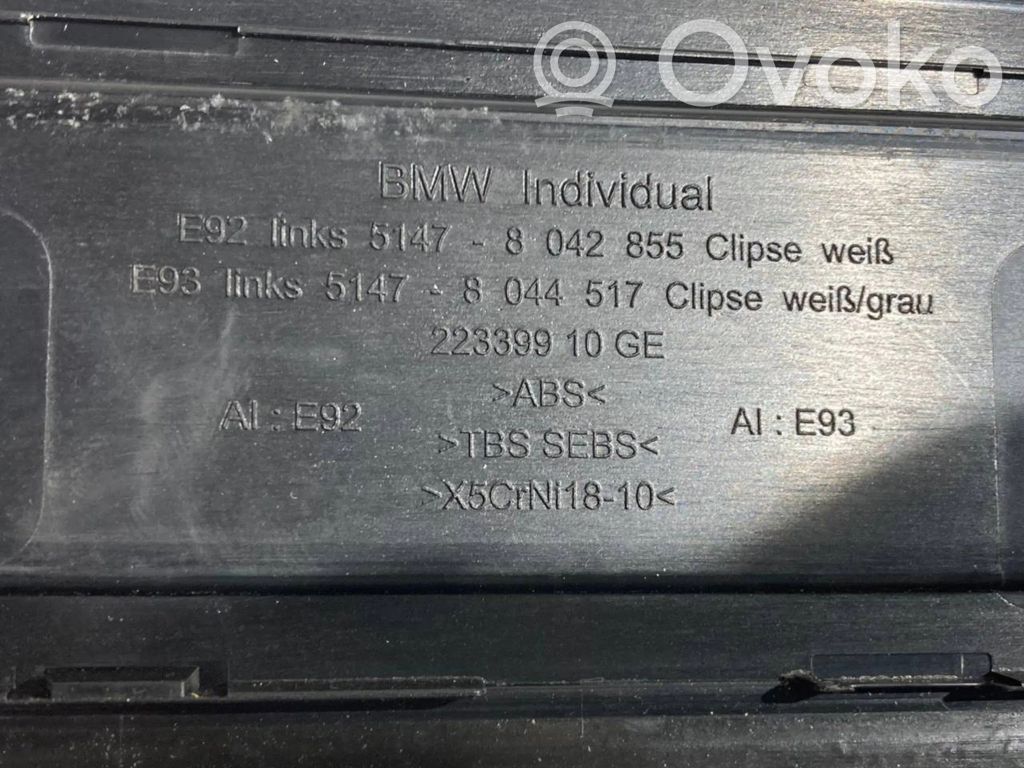 Ovoko
BMW Individual
E92 links 5147 - 8 042 855 Clipse weiß
E93 links 5147 - 8 044 517 Clipse weiß/grau
223399 10 GE
>ABS<
AI : E92
AI : E93
>TBS SEBS<
>X5CrNi18-10<